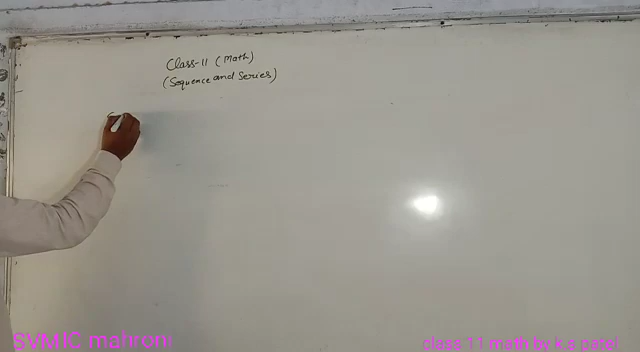 Class-11 (Math)
(Sequence and Series)
SVMIC mahroni
class 11 math by k.s patel